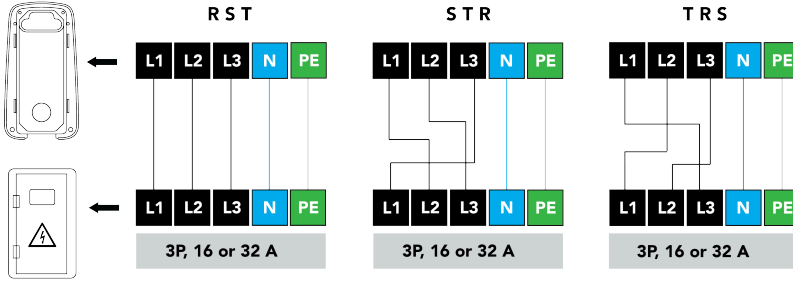 R S T S T R T R S
L1 L2 L3 N PE L1 L2 L3 N PE L1 L2 L3 N PE
L1 L2 L3 N PE L1 L2 L3 N PE L1 L2 L3 N PE
3P, 16 or 32 A 3P, 16 or 32 A 3P, 16 or 32 A